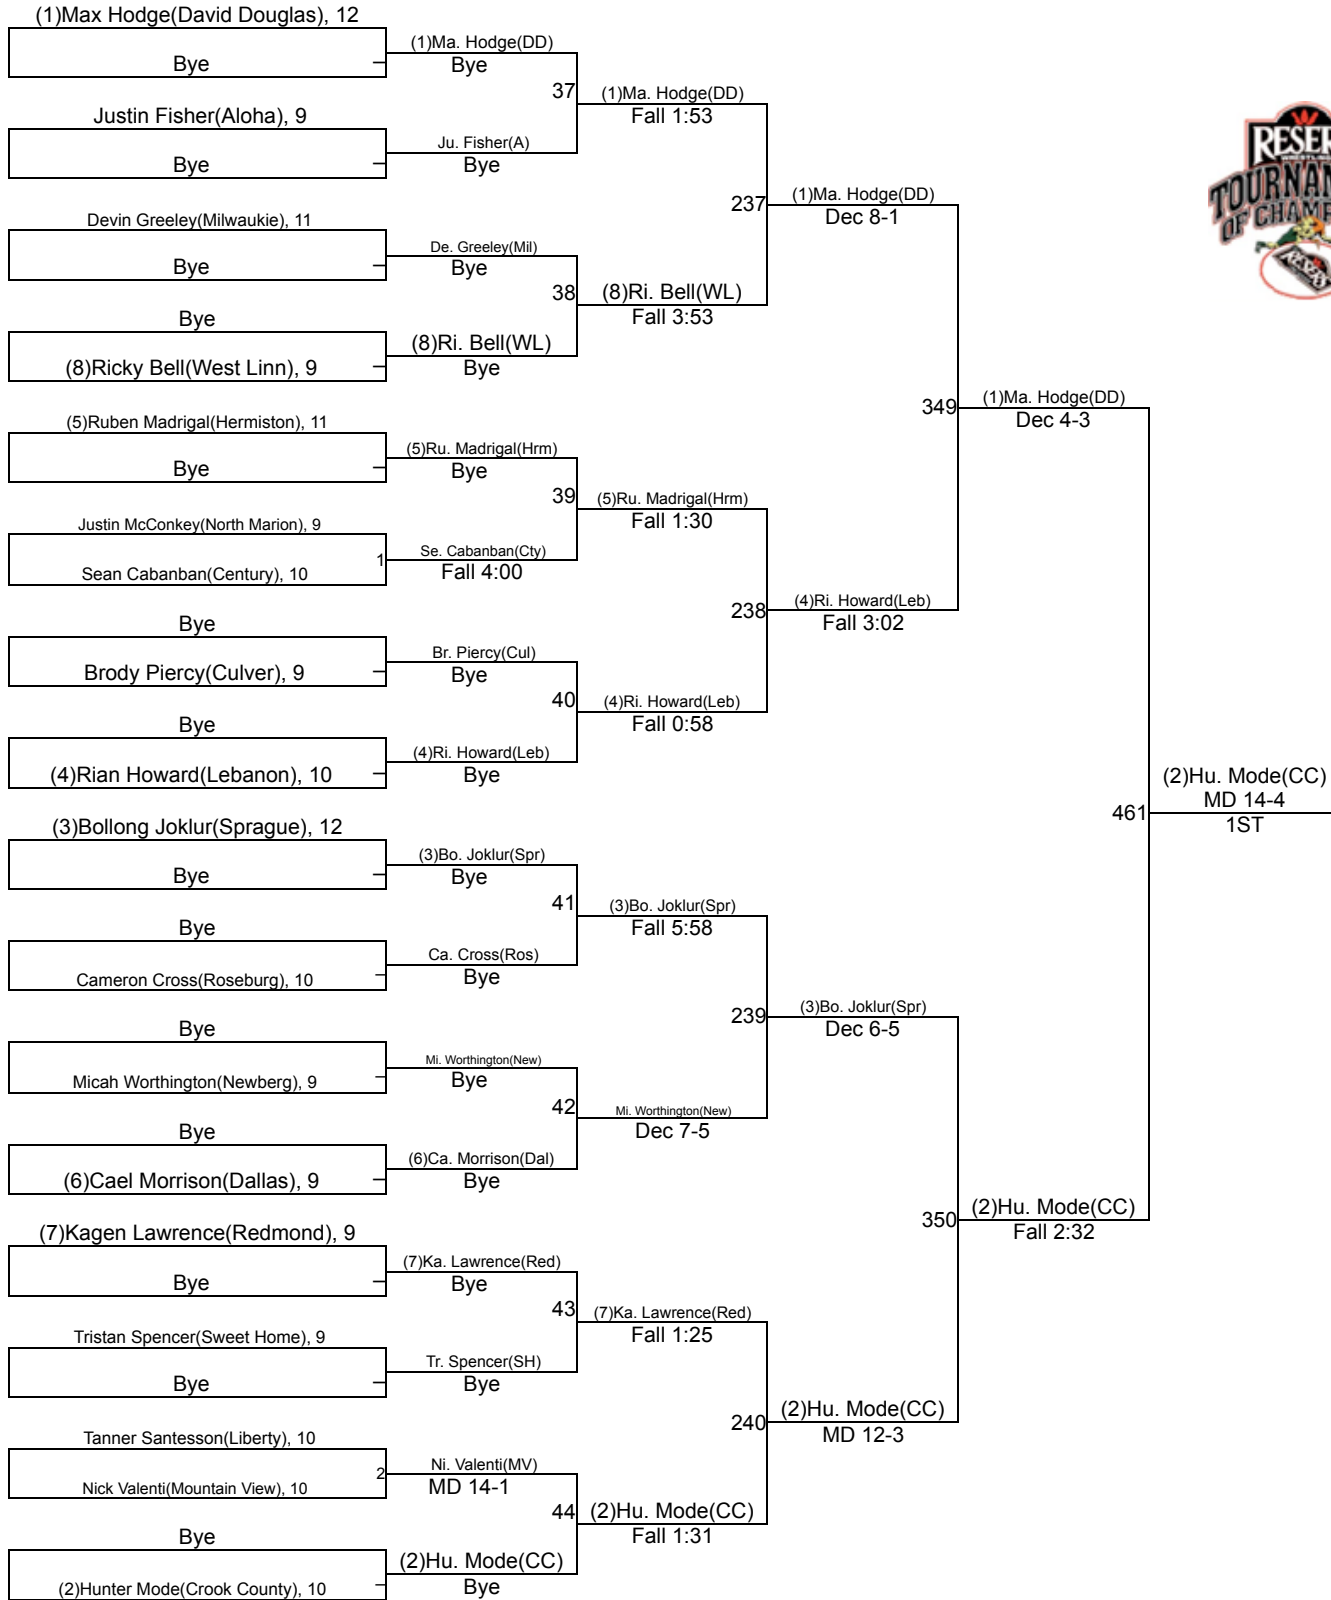 (1)Max Hodge(David Douglas), 12
Bye
Justin Fisher(Aloha), 9
Bye
Devin Greeley(Milwaukie), 11
Bye
Bye
(8)Ricky Bell(West Linn), 9
(5)Ruben Madrigal(Hermiston), 11
Bye
Justin McConkey(North Marion), 9
1
Sean Cabanban(Century), 10
Bye
Brody Piercy(Culver), 9
Bye
(4)Rian Howard(Lebanon), 10
(3)Bollong Joklur(Sprague), 12
Bye
Bye
Cameron Cross(Roseburg), 10
Bye
Micah Worthington(Newberg), 9
Bye
(6)Cael Morrison(Dallas), 9
(7)Kagen Lawrence(Redmond), 9
Bye
Tristan Spencer(Sweet Home), 9
Bye
Tanner Santesson(Liberty), 10
2
Nick Valenti(Mountain View), 10
Bye
(2)Hunter Mode(Crook County), 10
(1)Ma. Hodge(DD)
Bye
37
Ju. Fisher(A)
Bye
De. Greeley(Mil)
Bye
38
(8)Ri. Bell(WL)
Bye
(5)Ru. Madrigal(Hrm)
Bye
39
Se. Cabanban(Cty)
Fall 4:00
Br. Piercy(Cul)
Bye
40
(4)Ri. Howard(Leb)
Bye
(3)Bo. Joklur(Spr)
Bye
41
Ca. Cross(Ros)
Bye
Mi. Worthington(New)
Bye
42
(6)Ca. Morrison(Dal)
Bye
(7)Ka. Lawrence(Red)
Bye
43
Tr. Spencer(SH)
Bye
Ni. Valenti(MV)
MD 14-1
44
(2)Hu. Mode(CC)
Bye
(1)Ma. Hodge(DD)
Fall 1:53
237
(8)Ri. Bell(WL)
Fall 3:53
(5)Ru. Madrigal(Hrm)
Fall 1:30
238
(4)Ri. Howard(Leb)
Fall 0:58
(3)Bo. Joklur(Spr)
Fall 5:58
239
Mi. Worthington(New)
Dec 7-5
(7)Ka. Lawrence(Red)
Fall 1:25
240
(2)Hu. Mode(CC)
Fall 1:31
(1)Ma. Hodge(DD)
Dec 8-1
349
(4)Ri. Howard(Leb)
Fall 3:02
(3)Bo. Joklur(Spr)
Dec 6-5
350
(2)Hu. Mode(CC)
MD 12-3
(1)Ma. Hodge(DD)
Dec 4-3
461
(2)Hu. Mode(CC)
Fall 2:32
(2)Hu. Mode(CC)
MD 14-4
1ST